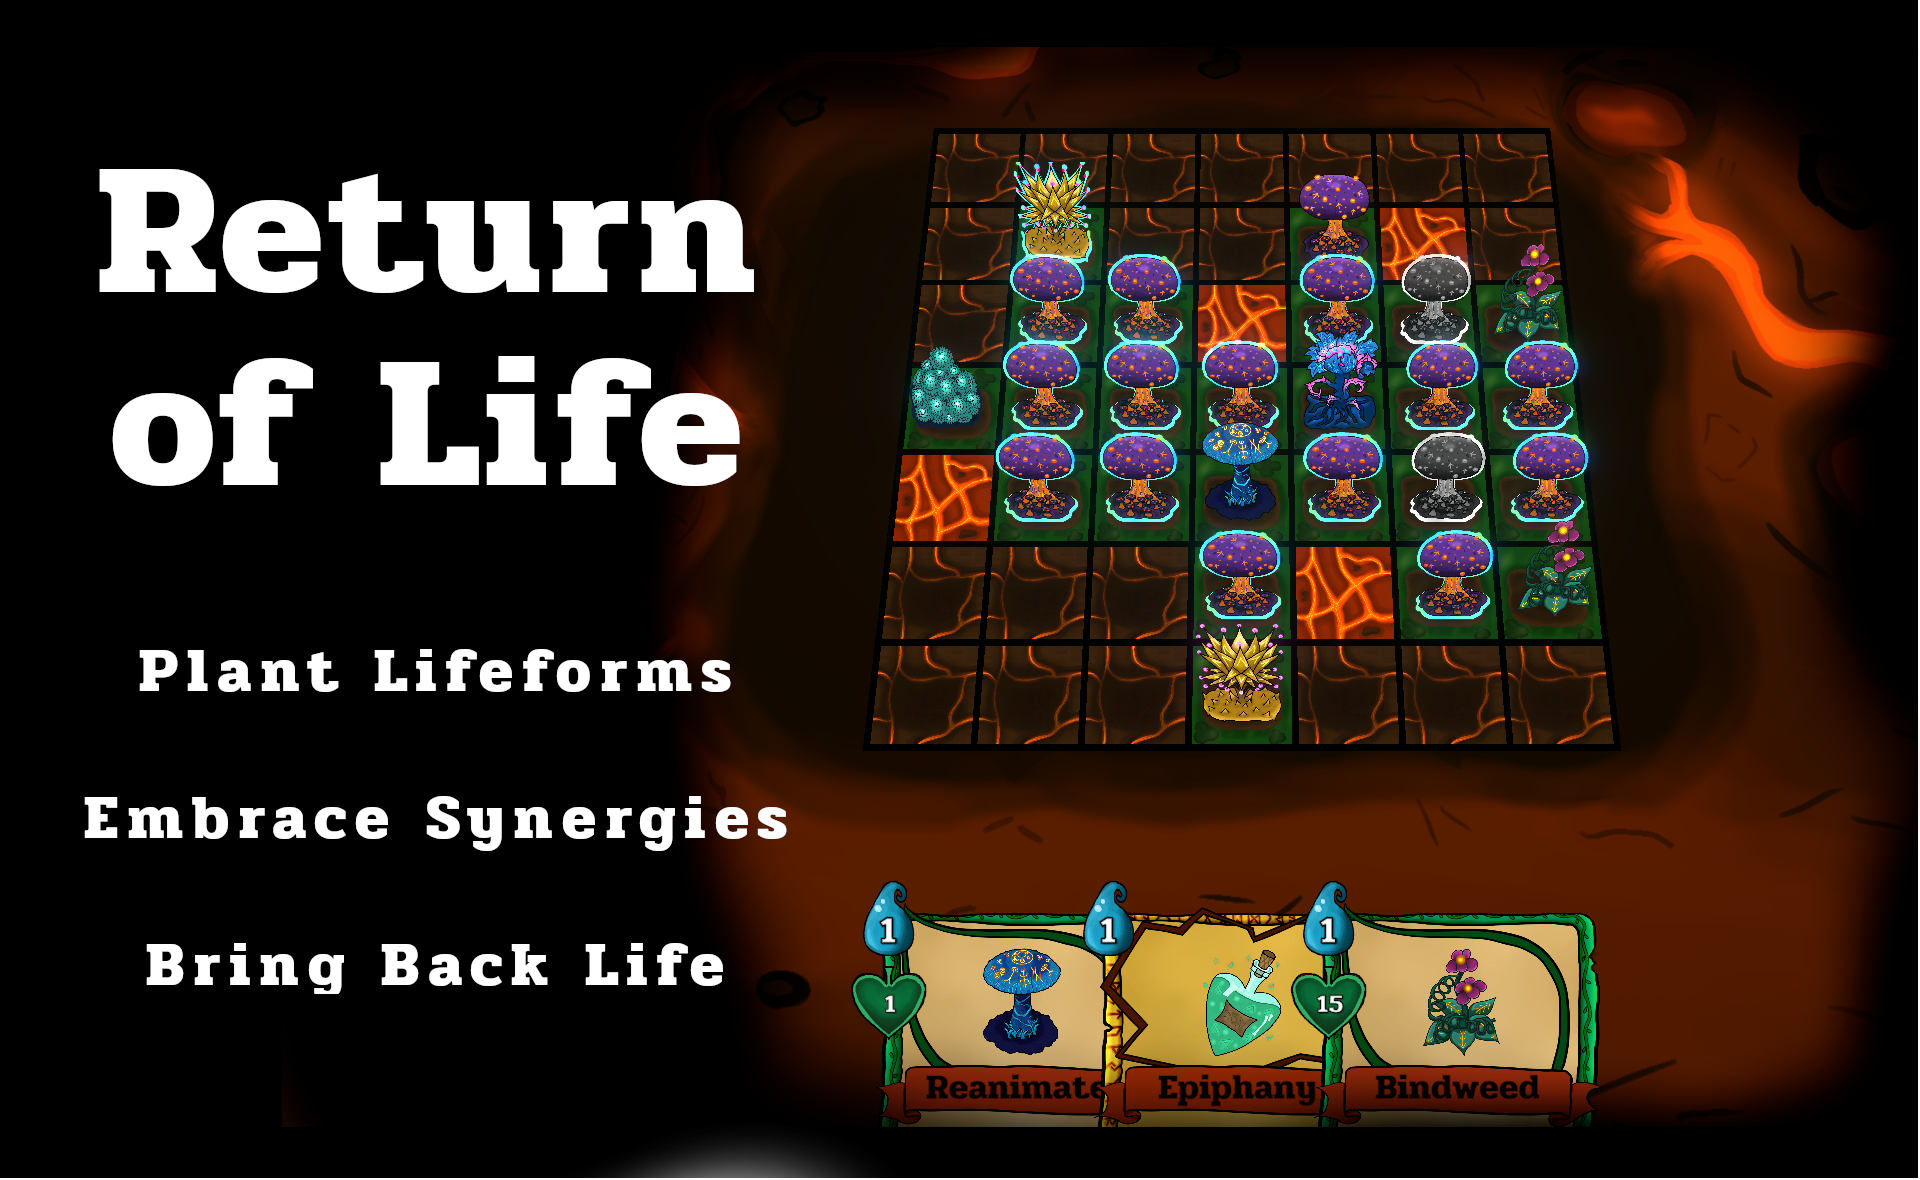 Return
of Life
Plant Lifeforms
Embrace Synergies
Bring Back Life
1
1
1
1
15
Reanimate
Epiphany
Bindweed